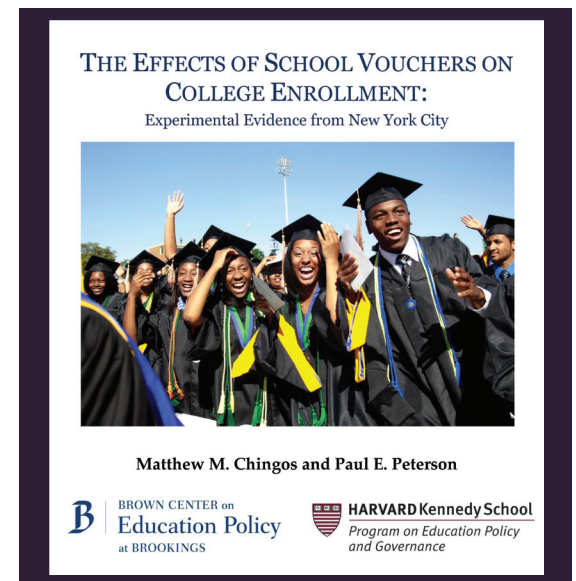 THE EFFECTS OF SCHOOL VOUCHERS ON
COLLEGE ENROLLMENT:
Experimental Evidence from New York City
Matthew M. Chingos and Paul E. Peterson
B
BROWN CENTER on
Education Policy
at BROOKINGS
HARVARD Kennedy School
Program on Education Policy
and Governance